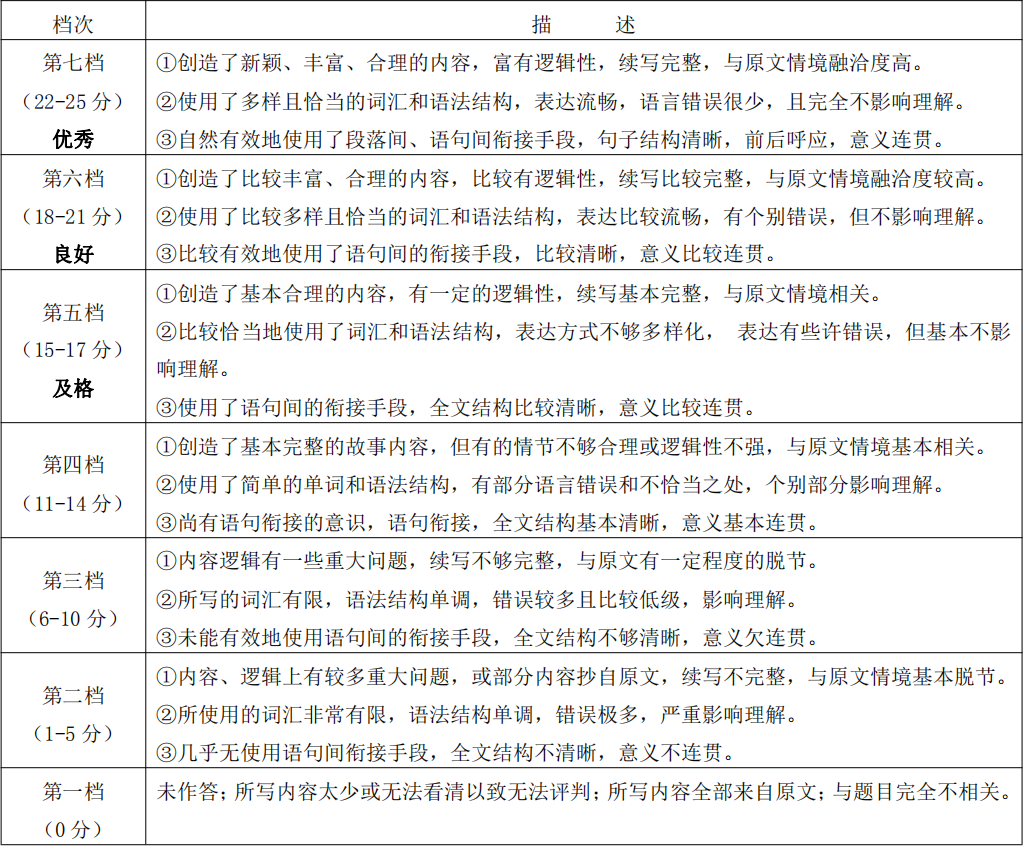 档次 描 述
第七档
（22-25 分）
优秀
①创造了新颖、丰富、合理的内容，富有逻辑性，续写完整，与原文情境融洽度高。
②使用了多样且恰当的词汇和语法结构，表达流畅，语言错误很少，且完全不影响理解。
③自然有效地使用了段落间、语句间衔接手段，句子结构清晰，前后呼应，意义连贯。
第六档
（18-21 分）
良好
①创造了比较丰富、合理的内容，比较有逻辑性，续写比较完整，与原文情境融洽度较高。
②使用了比较多样且恰当的词汇和语法结构，表达比较流畅，有个别错误，但不影响理解。
③比较有效地使用了语句间的衔接手段，比较清晰，意义比较连贯。
第五档
（15-17 分）
及格
①创造了基本合理的内容，有一定的逻辑性，续写基本完整，与原文情境相关。
②比较恰当地使用了词汇和语法结构，表达方式不够多样化， 表达有些许错误，但基本不影
响理解。
③使用了语句间的衔接手段，全文结构比较清晰，意义比较连贯。
第四档
（11-14 分）
①创造了基本完整的故事内容，但有的情节不够合理或逻辑性不强，与原文情境基本相关。
②使用了简单的单词和语法结构，有部分语言错误和不恰当之处，个别部分影响理解。
③尚有语句衔接的意识，语句衔接，全文结构基本清晰，意义基本连贯。
第三档
（6-10 分）
①内容逻辑有一些重大问题，续写不够完整，与原文有一定程度的脱节。
②所写的词汇有限，语法结构单调，错误较多且比较低级，影响理解。
③未能有效地使用语句间的衔接手段，全文结构不够清晰，意义欠连贯。
第二档
（1-5 分）
①内容、逻辑上有较多重大问题，或部分内容抄自原文，续写不完整，与原文情境基本脱节。
②所使用的词汇非常有限，语法结构单调，错误极多，严重影响理解。
③几乎无使用语句间衔接手段，全文结构不清晰，意义不连贯。
第一档
（0 分）
未作答；所写内容太少或无法看清以致无法评判；所写内容全部来自原文；与题目完全不相关。